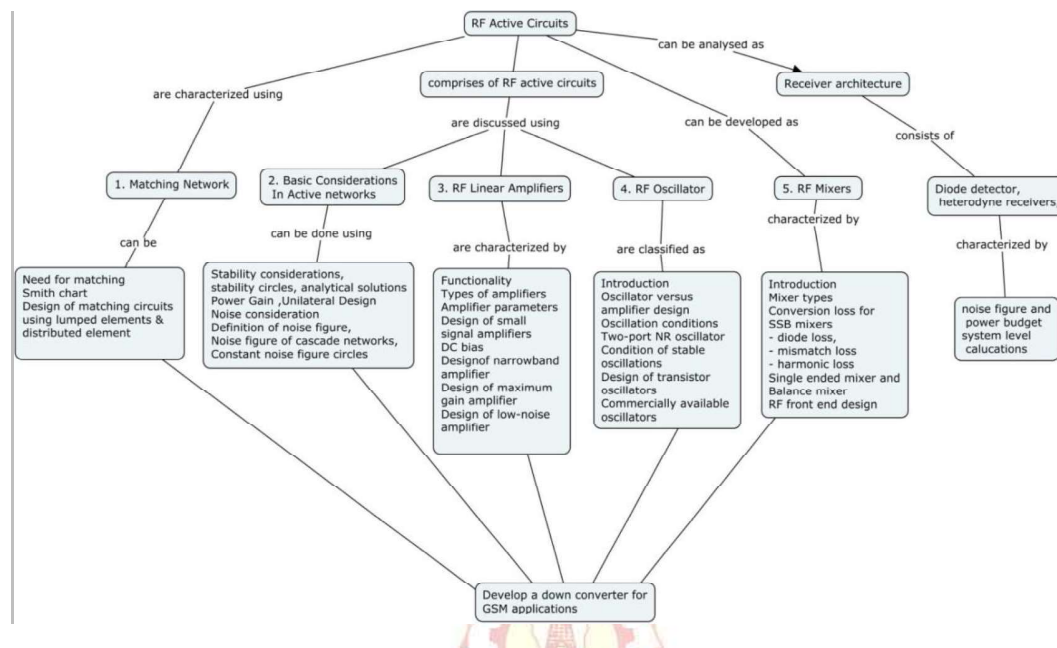 RF Active Circuits
can be analysed as
comprises of RF active circuits
Receiver architecture
are characterized using
are discussed using
can be developed as
consists of
1. Matching Network
2. Basic Considerations
In Active networks
3. RF Linear Amplifiers
4. RF Oscillator
5. RF Mixers
Diode detector,
heterodyne receivers,
can be
can be done using
are characterized by
are classified as
characterized by
characterized by
Need for matching
Smith chart
Design of matching circuits
using lumped elements &
distributed element
Stability considerations,
stability circles, analytical solutions
Power Gain ,Unilateral Design
Noise consideration
Definition of noise figure,
Noise figure of cascade networks,
Constant noise figure circles
Functionality
Types of amplifiers
Amplifier parameters
Design of small
signal amplifiers
DC bias
Designof narrowband
amplifier
Design of maximum
gain amplifier
Design of low-noise
amplifier
Introduction
Oscillator versus
amplifier design
Oscillation conditions
Two-port NR oscillator
Condition of stable
oscillations
Design of transistor
oscillators
Commercially available
oscillators
Introduction
Mixer types
Conversion loss for
SSB mixers
- diode loss,
- mismatch loss
- harmonic loss
Single ended mixer and
Balance mixer
RF front end design
noise figure and
power budget
system level
calucations
Develop a down converter for
GSM applications